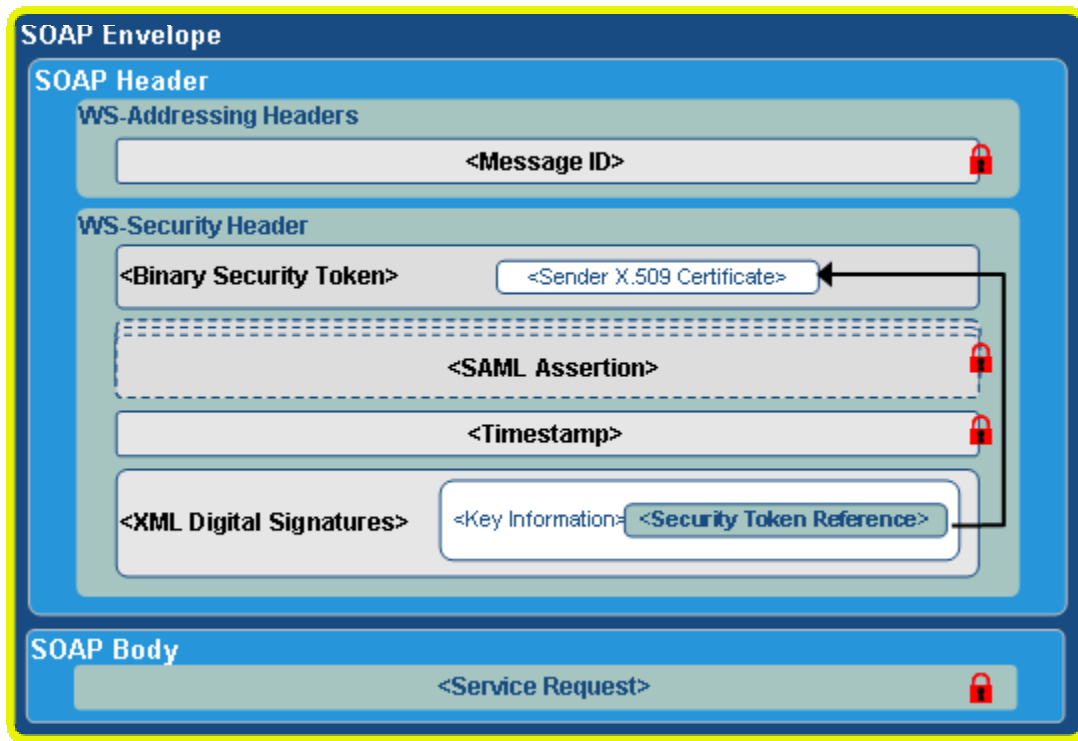 SOAP Envelope
SOAP Header
WS-Addressing Headers
<Message ID>
WS-Security Header
<Binary Security Token> <Sender X.509 Certificate>
<SAML Assertion>
<Timestamp>
<XML Digital Signatures> <Key Information> <Security Token Reference>
SOAP Body
<Service Request>